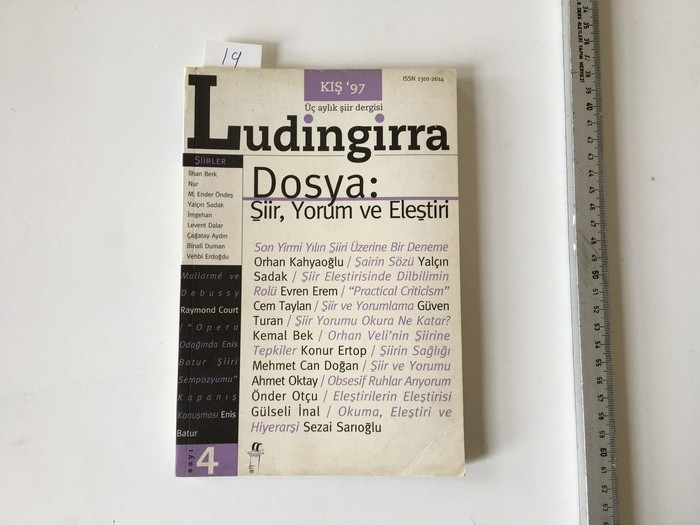 19
KIŞ '97
ISSN 1301-2614
Üç aylık şiir dergisi
Ludingirra
ŞİİRLER
İlhan Berk
Nur
M. Ender Öndeş
Yalçın Sadak
İmgehan
Levent Dalar
Çağatay Aydın
Binali Duman
Vehbi Erdoğdu
Mallarmé ve
Debussy
Raymond Court
/ "Opera
Odağında Enis
Batur Şiiri
Sempozyumu"
Kapanış
Konuşması Enis
Batur
sayı 4
Dosya:
Şiir, Yorum ve Eleştiri
Son Yirmi Yılın Şiiri Üzerine Bir Deneme
Orhan Kahyaoğlu / Şairin Sözü Yalçın
Sadak / Şiir Eleştirisinde Dilbilimin
Rolü Evren Erem / "Practical Criticism"
Cem Taylan / Şiir ve Yorumlama Güven
Turan / Şiir Yorumu Okura Ne Katar?
Kemal Bek / Orhan Veli'nin Şiirine
Tepkiler Konur Ertop / Şiirin Sağlığı
Mehmet Can Doğan / Şiir ve Yorumu
Ahmet Oktay / Obsesif Ruhlar Arıyorum
Önder Otçu / Eleştirilerin Eleştirisi
Gülseli İnal / Okuma, Eleştiri ve
Hiyerarşi Sezai Sarıoğlu